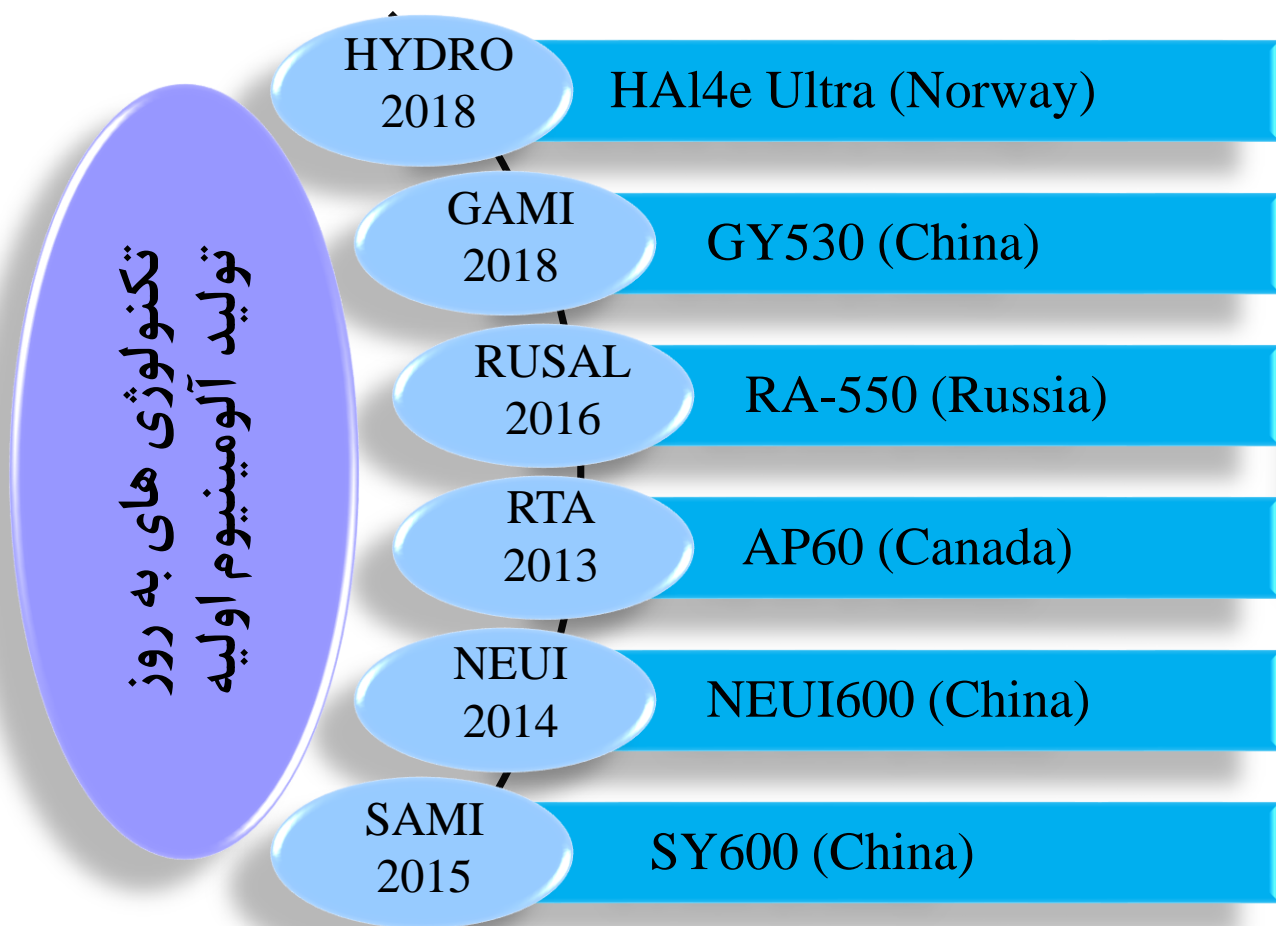 تکنولوژی های به روز
تولید آلومینیوم اولیه
HYDRO
2018
HAl4e Ultra (Norway)
GAMI
2018
GY530 (China)
RUSAL
2016
RA-550 (Russia)
RTA
2013
AP60 (Canada)
NEUI
2014
NEUI600 (China)
SAMI
2015
SY600 (China)